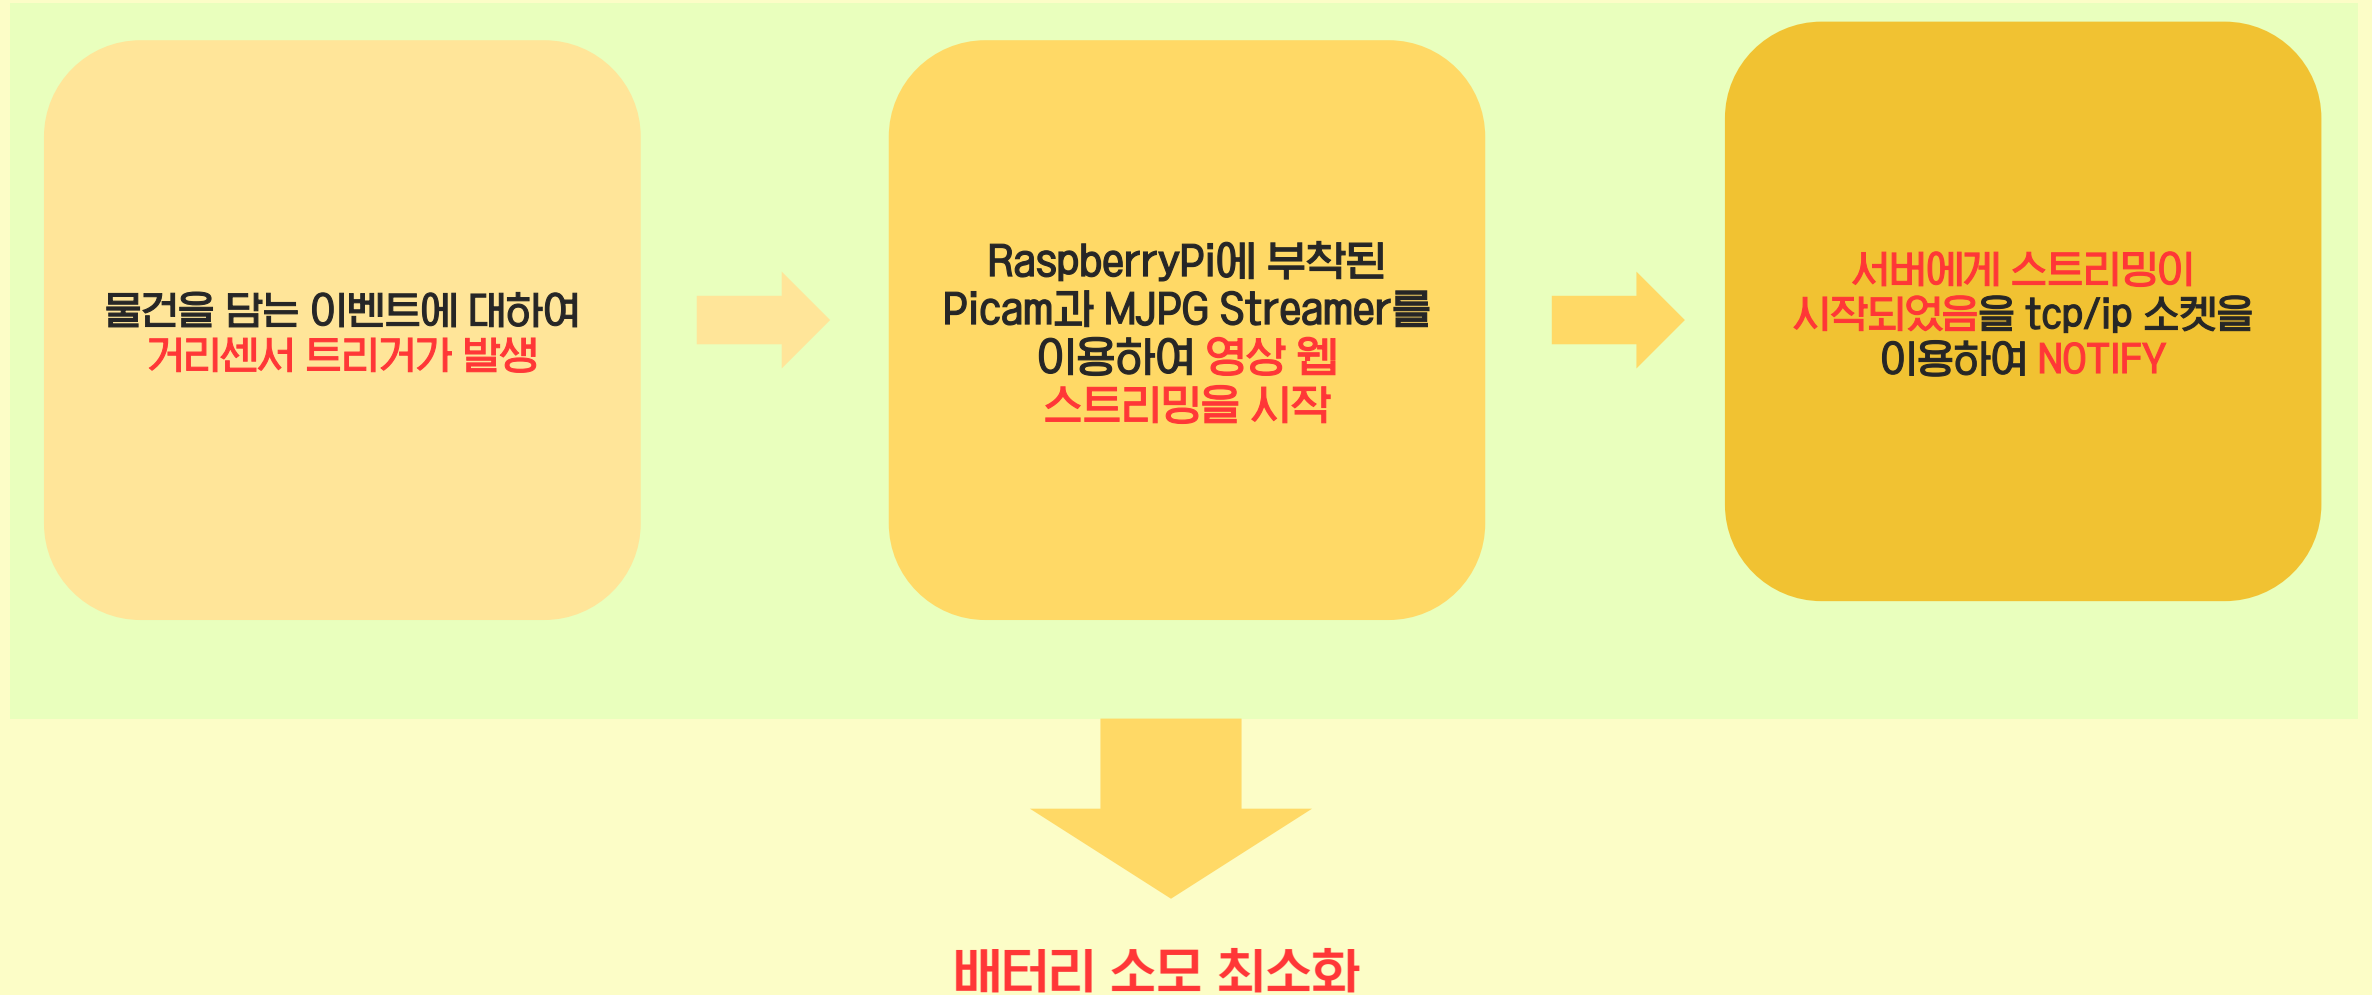 물건을 담는 이벤트에 대하여
거리센서 트리거가 발생
RaspberryPi에 부착된
Picam과 MJPG Streamer를
이용하여 영상 웹
스트리밍을 시작
서버에게 스트리밍이
시작되었음을 tcp/ip 소켓을
이용하여 NOTIFY
배터리 소모 최소화